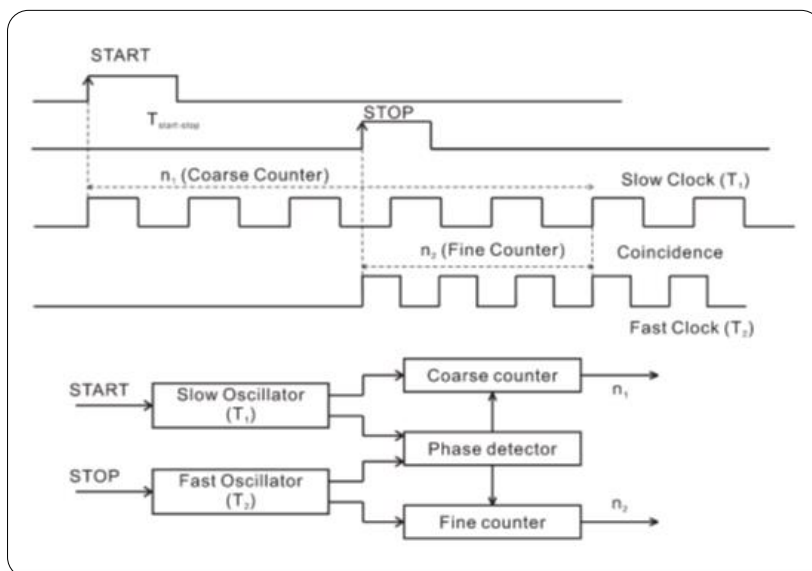 START
T start-stop
STOP
n₁ (Coarse Counter)
Slow Clock (T₁)
n₂ (Fine Counter)
Coincidence
Fast Clock (T₂)
START
Slow Oscillator
(T₁)
Coarse counter
n₁
Phase detector
STOP
Fast Oscillator
(T₂)
Fine counter
n₂